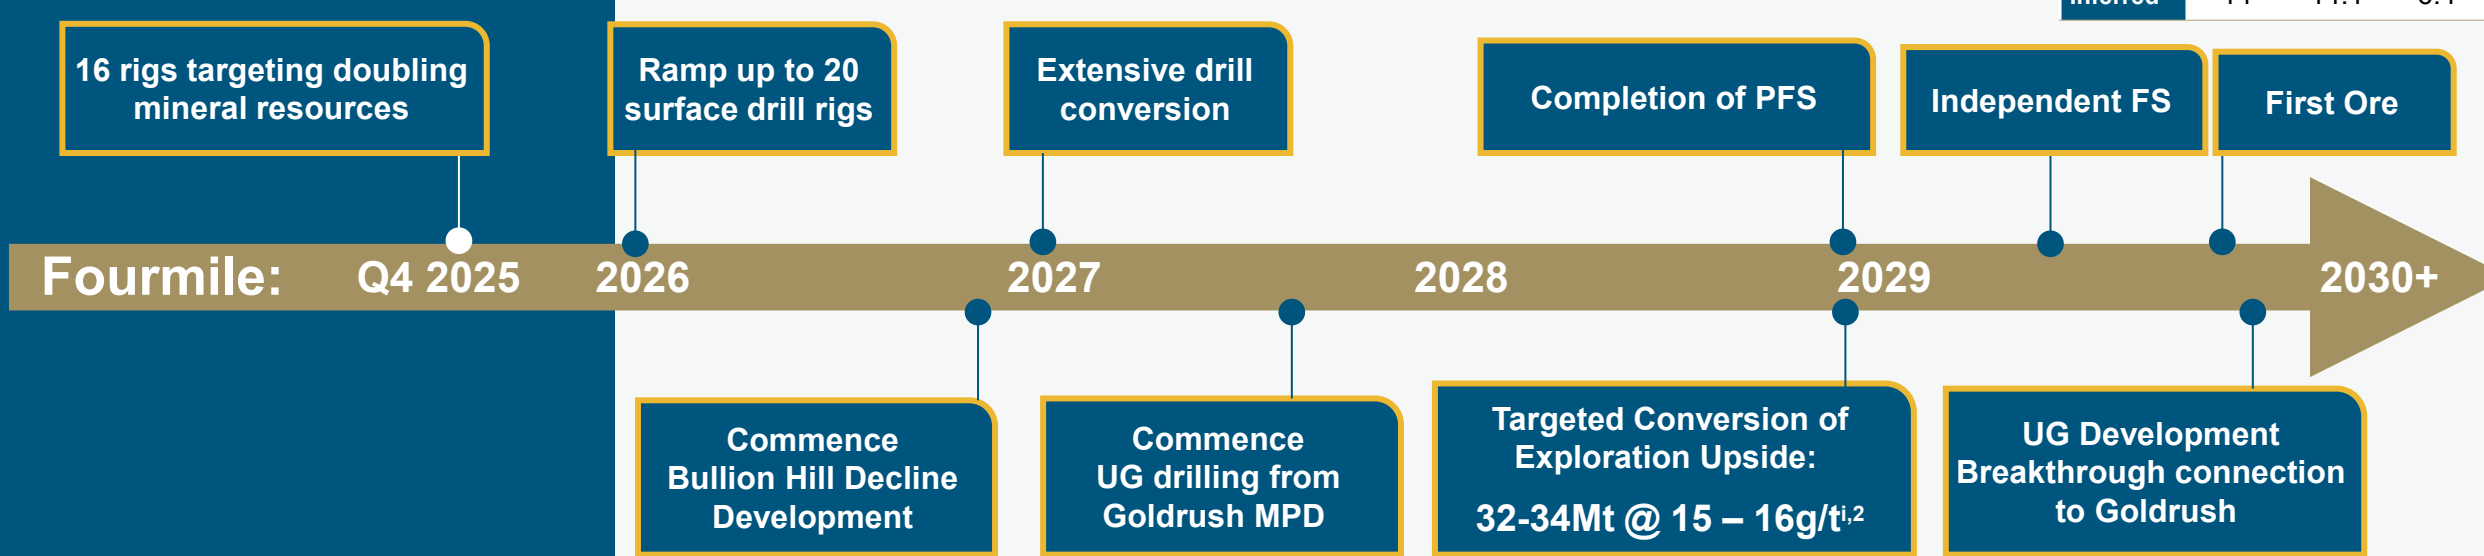 16 rigs targeting doubling
mineral resources
Ramp up to 20
surface drill rigs
Extensive drill
conversion
Completion of PFS
Independent FS
First Ore
Fourmile: Q4 2025 2026 2027 2028 2029 2030+
Commence
Bullion Hill Decline
Development
Commence
UG drilling from
Goldrush MPD
Targeted Conversion of
Exploration Upside:
32-34Mt @ 15 – 16g/tⁱ,²
UG Development
Breakthrough connection
to Goldrush